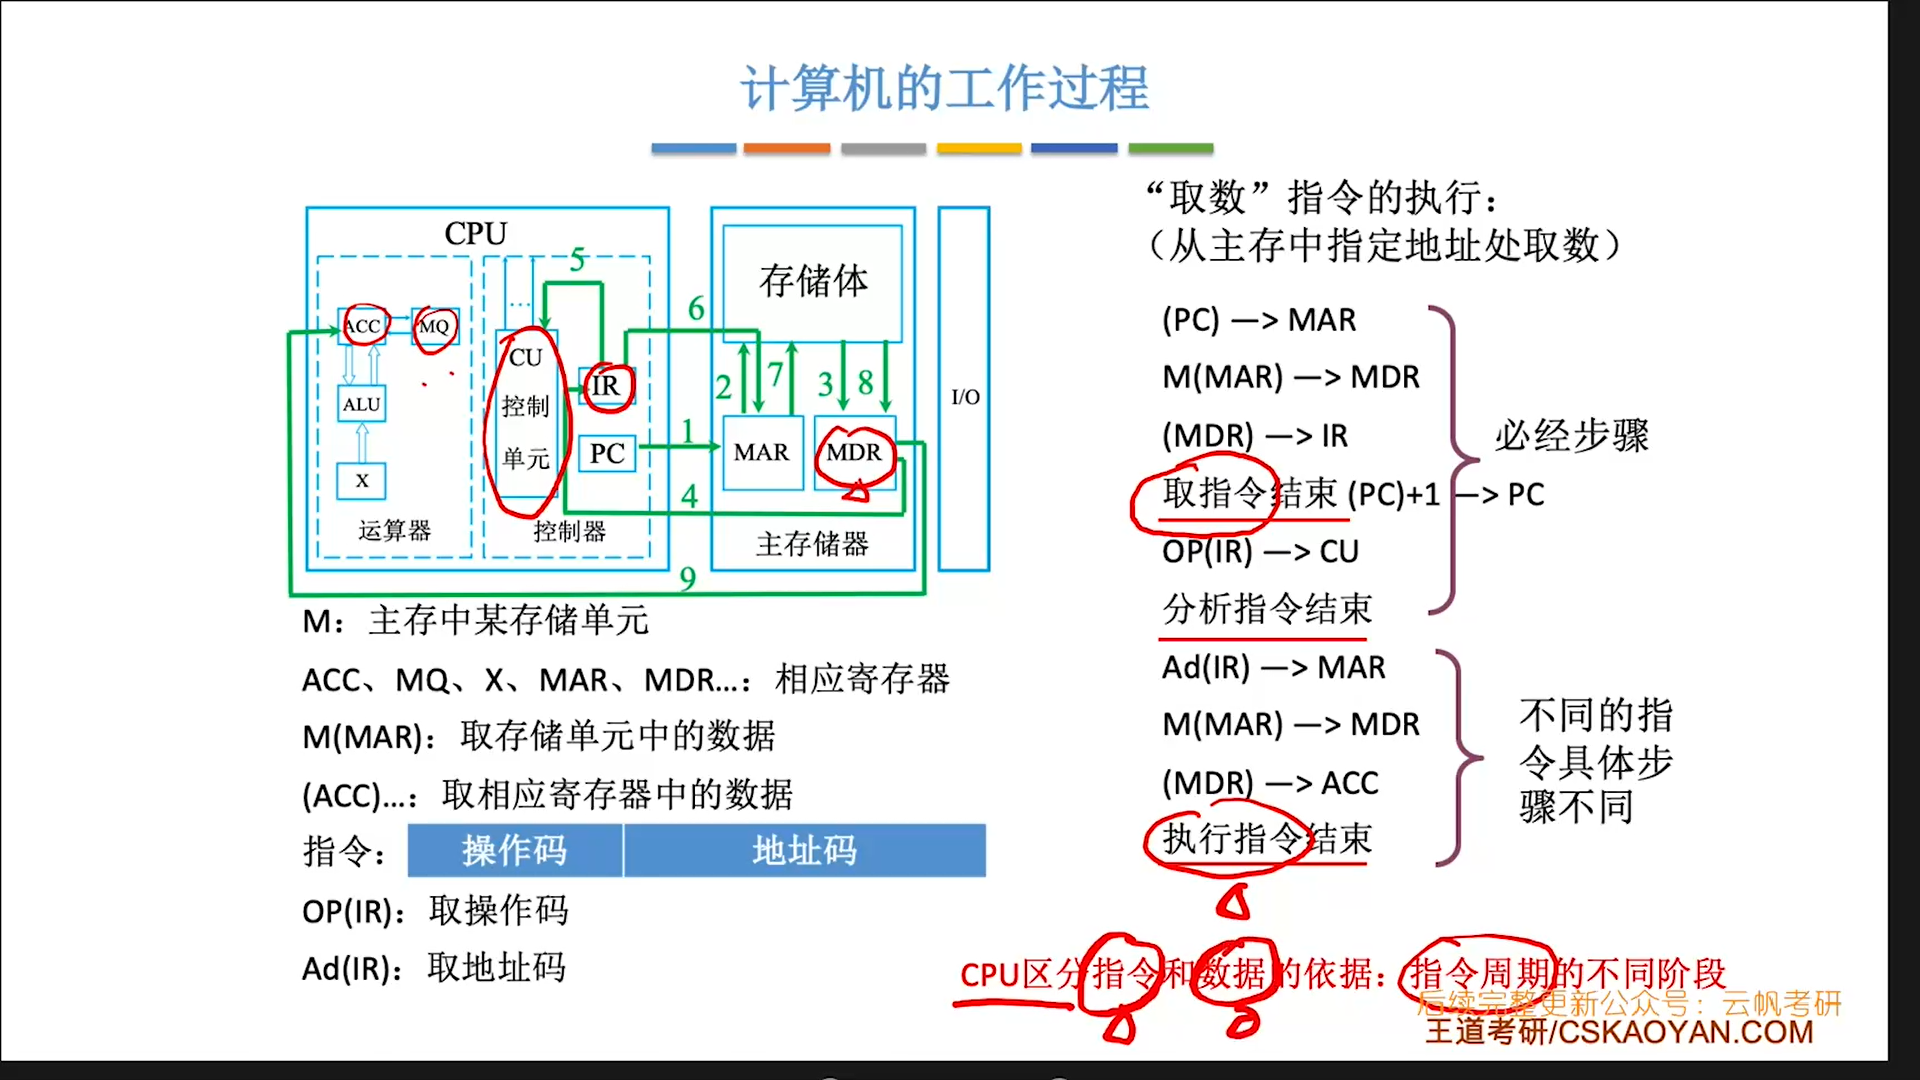 计算机的工作过程
CPU
ACC
MQ
ALU
X
运算器
...
CU
控制
单元
IR
PC
控制器
5
6
1
4
9
存储体
2
7
3
8
MAR
MDR
主存储器
I/O
M：主存中某存储单元
ACC、MQ、X、MAR、MDR...：相应寄存器
M(MAR)：取存储单元中的数据
(ACC)...：取相应寄存器中的数据
指令：操作码 地址码
OP(IR)：取操作码
Ad(IR)：取地址码
“取数”指令的执行：
（从主存中指定地址处取数）
(PC) —> MAR
M(MAR) —> MDR
(MDR) —> IR
取指令结束 (PC)+1 —> PC
OP(IR) —> CU
分析指令结束
必经步骤
Ad(IR) —> MAR
M(MAR) —> MDR
(MDR) —> ACC
执行指令结束
不同的指
令具体步
骤不同
CPU区分指令和数据的依据：指令周期的不同阶段
后续完整更新公众号：云帆考研
王道考研/CSKAOYAN.COM